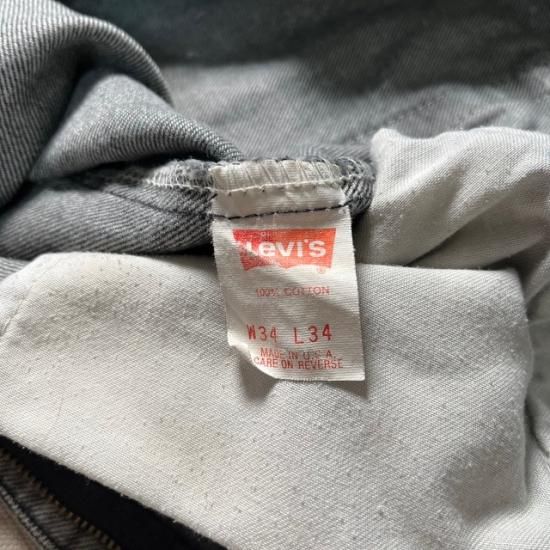 Levi's
®
100% COTTON
W34 L34
MADE IN U.S.A.
CARE ON REVERSE